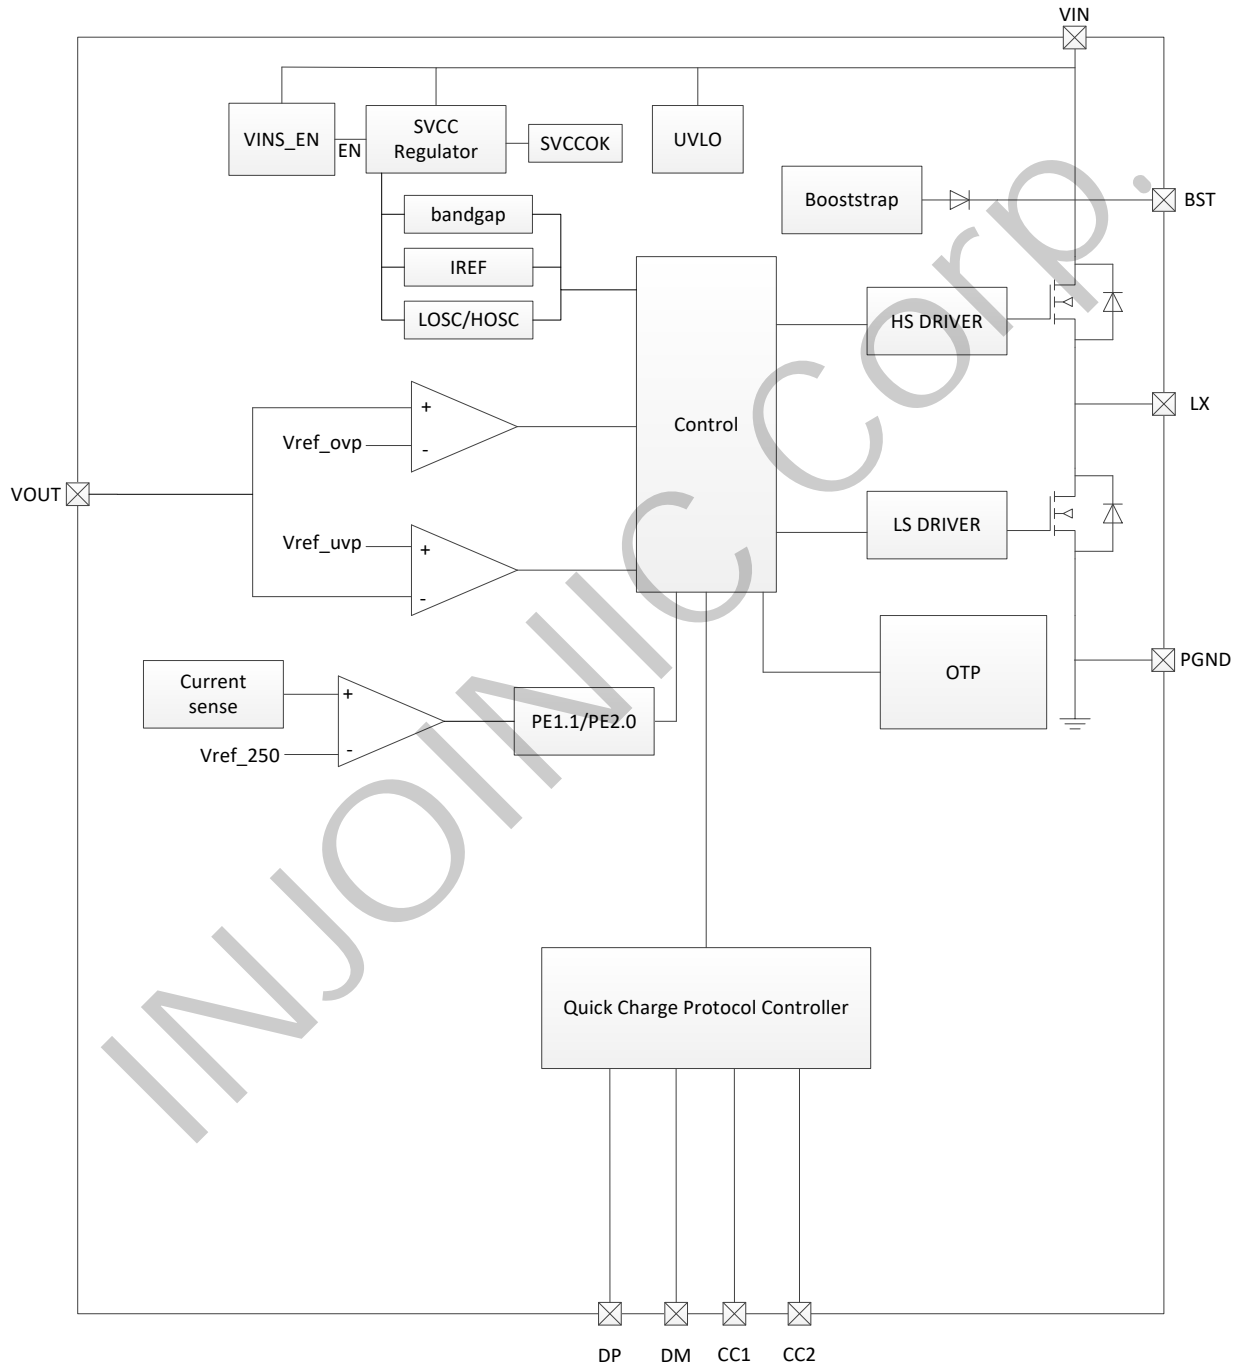 VIN
VINS_EN
EN
SVCC
Regulator
SVCCOK
UVLO
Booststrap
BST
bandgap
IREF
LOSC/HOSC
HS DRIVER
+
Vref_ovp
-
Control
LX
VOUT
LS DRIVER
Vref_uvp
+
-
OTP
PGND
Current
sense
+
Vref_250
-
PE1.1/PE2.0
Quick Charge Protocol Controller
DP
DM
CC1
CC2
INJOINIC Corp.